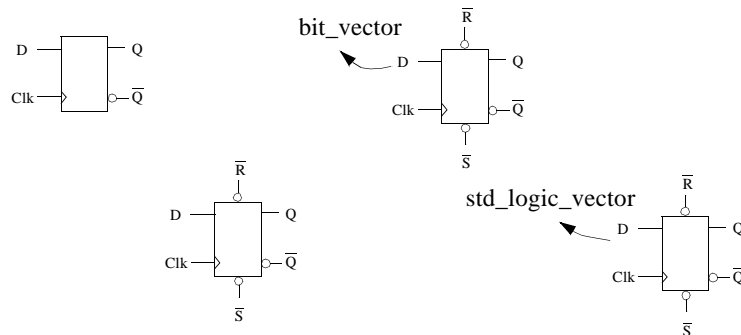 D
Q
Clk
Q̅
bit_vector
R̅
D
Q
Clk
Q̅
S̅
R̅
D
Q
Clk
Q̅
S̅
std_logic_vector
R̅
D
Q
Clk
Q̅
S̅